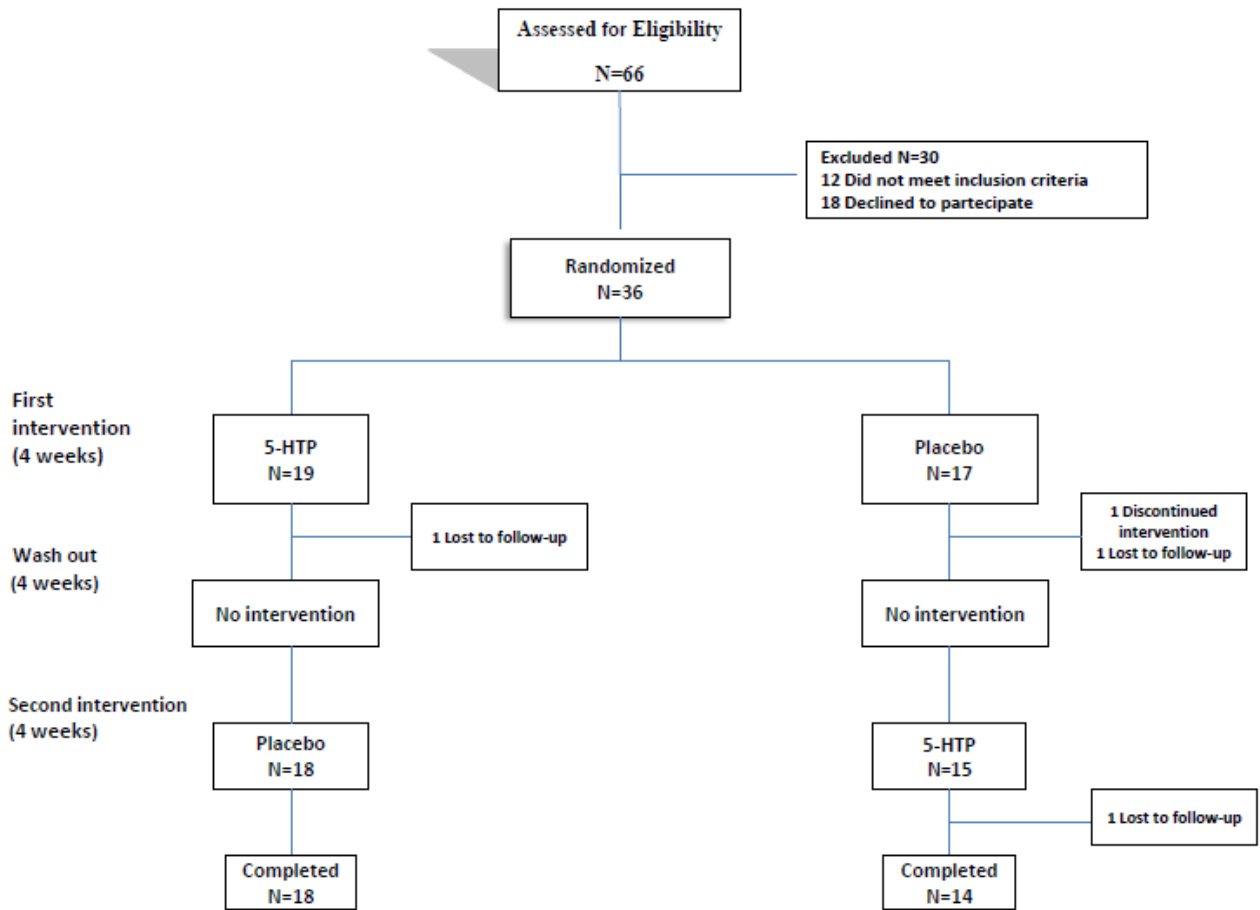 Assessed for Eligibility
N=66
Excluded N=30
12 Did not meet inclusion criteria
18 Declined to partecipate
Randomized
N=36
First
intervention
(4 weeks)
5-HTP
N=19
Placebo
N=17
1 Lost to follow-up
1 Discontinued
intervention
1 Lost to follow-up
Wash out
(4 weeks)
No intervention
No intervention
Second intervention
(4 weeks)
Placebo
N=18
5-HTP
N=15
1 Lost to follow-up
Completed
N=18
Completed
N=14